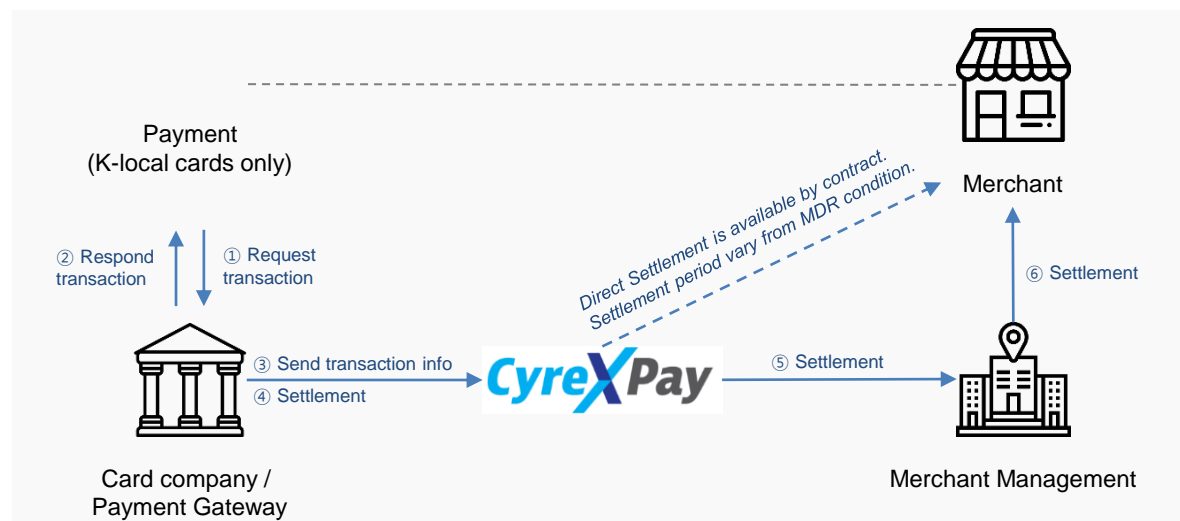 Payment
(K-local cards only)
Merchant
Direct Settlement is available by contract.
Settlement period vary from MDR condition.
② Respond
transaction
① Request
transaction
⑥ Settlement
③ Send transaction info
④ Settlement
CyreXPay
⑤ Settlement
Card company /
Payment Gateway
Merchant Management